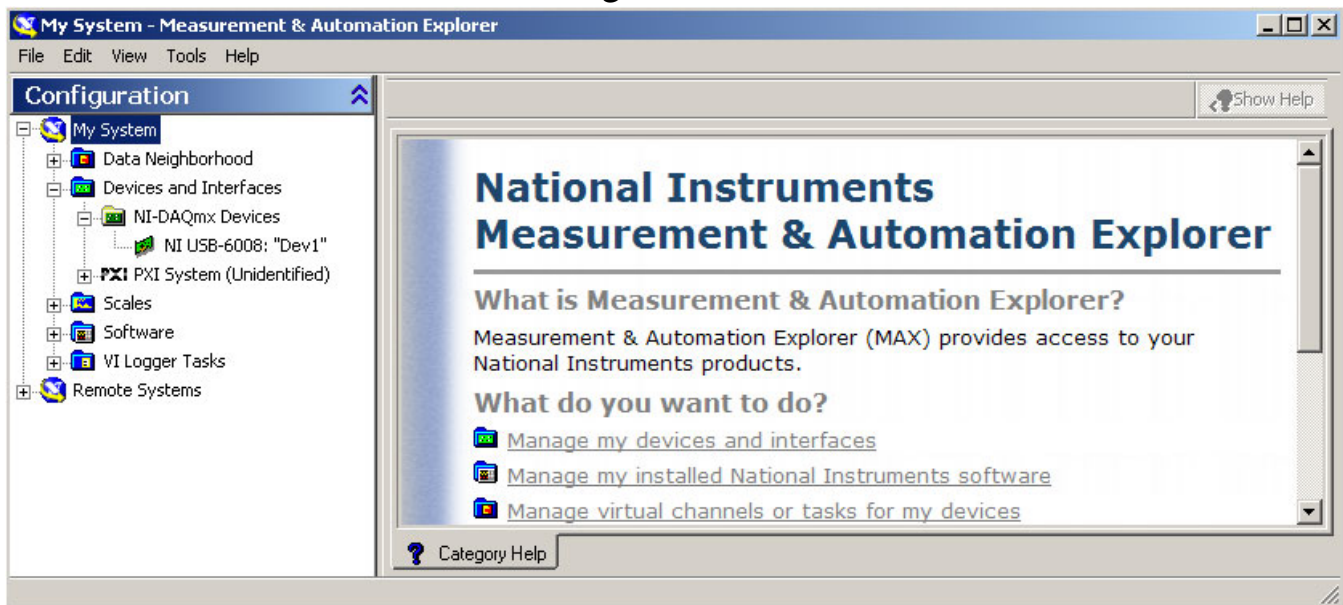 My System - Measurement & Automation Explorer
File Edit View Tools Help
Configuration
Show Help
My System
Data Neighborhood
Devices and Interfaces
NI-DAQmx Devices
NI USB-6008: "Dev1"
PXI PXI System (Unidentified)
Scales
Software
VI Logger Tasks
Remote Systems
National Instruments
Measurement & Automation Explorer
What is Measurement & Automation Explorer?
Measurement & Automation Explorer (MAX) provides access to your
National Instruments products.
What do you want to do?
Manage my devices and interfaces
Manage my installed National Instruments software
Manage virtual channels or tasks for my devices
Category Help